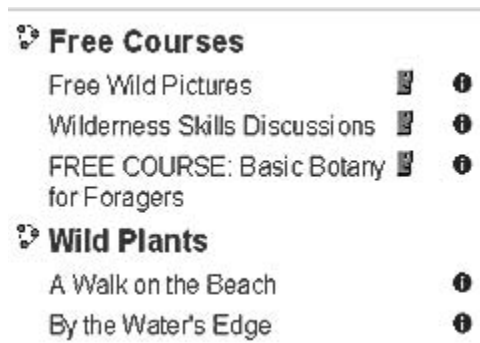 Free Courses
Free Wild Pictures
Wilderness Skills Discussions
FREE COURSE: Basic Botany
for Foragers
Wild Plants
A Walk on the Beach
By the Water's Edge